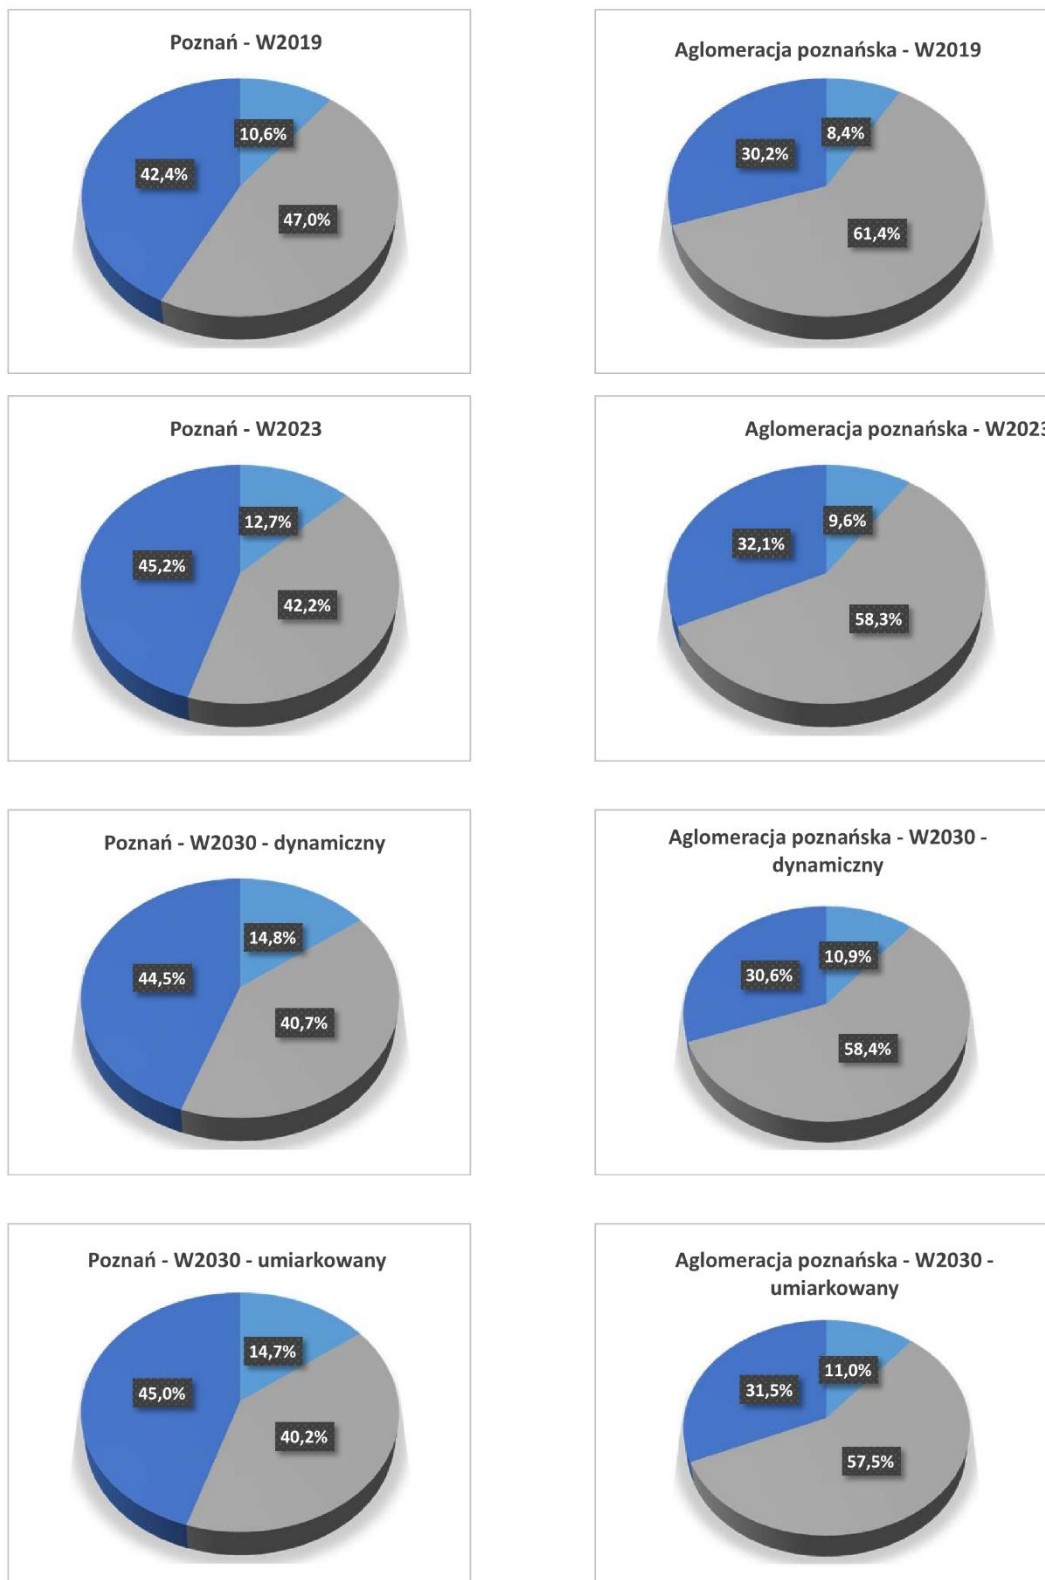 Poznań - W2019
10,6%
42,4%
47,0%
Aglomeracja poznańska - W2019
8,4%
30,2%
61,4%
Poznań - W2023
12,7%
45,2%
42,2%
Aglomeracja poznańska - W2023
9,6%
32,1%
58,3%
Poznań - W2030 - dynamiczny
14,8%
44,5%
40,7%
Aglomeracja poznańska - W2030 -
dynamiczny
10,9%
30,6%
58,4%
Poznań - W2030 - umiarkowany
14,7%
45,0%
40,2%
Aglomeracja poznańska - W2030 -
umiarkowany
11,0%
31,5%
57,5%